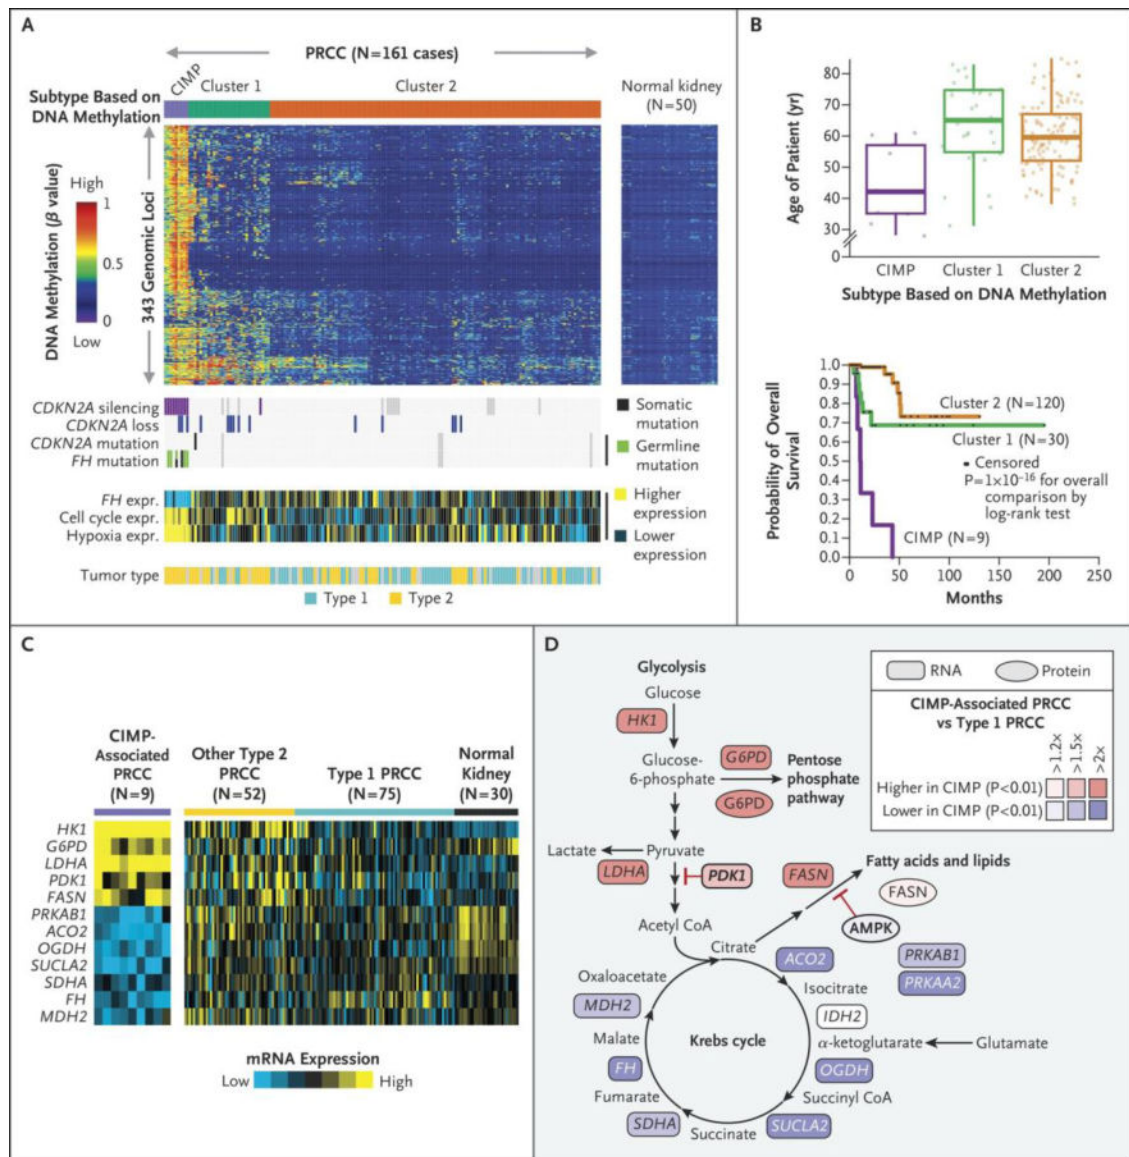 A
PRCC (N=161 cases)
CIMP
Cluster 1
Cluster 2
Subtype Based on
DNA Methylation
Normal kidney
(N=50)
High
1
0.5
0
Low
DNA Methylation (β value)
343 Genomic Loci
CDKN2A silencing
CDKN2A loss
CDKN2A mutation
FH mutation
Somatic
mutation
Germline
mutation
FH expr.
Cell cycle expr.
Hypoxia expr.
Higher
expression
Lower
expression
Tumor type
Type 1
Type 2
B
Age of Patient (yr)
80
70
60
50
40
30
0
CIMP
Cluster 1
Cluster 2
Subtype Based on DNA Methylation
Probability of Overall
Survival
1.0
0.9
0.8
0.7
0.6
0.5
0.4
0.3
0.2
0.1
0.0
Cluster 2 (N=120)
Cluster 1 (N=30)
Censored
P=1×10⁻¹⁶ for overall
comparison by
log-rank test
CIMP (N=9)
0
50
100
150
200
250
Months
C
CIMP-
Associated
PRCC
(N=9)
Other Type 2
PRCC
(N=52)
Type 1 PRCC
(N=75)
Normal
Kidney
(N=30)
HK1
G6PD
LDHA
PDK1
FASN
PRKAB1
ACO2
OGDH
SUCLA2
SDHA
FH
MDH2
mRNA Expression
Low
High
D
Glycolysis
Glucose
HK1
Glucose-
6-phosphate
G6PD
G6PD
Pentose
phosphate
pathway
Lactate
Pyruvate
LDHA
PDK1
FASN
Fatty acids and lipids
FASN
AMPK
Acetyl CoA
Citrate
ACO2
PRKAB1
PRKAA2
Oxaloacetate
Isocitrate
MDH2
IDH2
Malate
Krebs cycle
α-ketoglutarate
Glutamate
FH
OGDH
Fumarate
Succinyl CoA
SDHA
Succinate
SUCLA2
RNA
Protein
CIMP-Associated PRCC
vs Type 1 PRCC
>1.2×
>1.5×
>2×
Higher in CIMP (P<0.01)
Lower in CIMP (P<0.01)